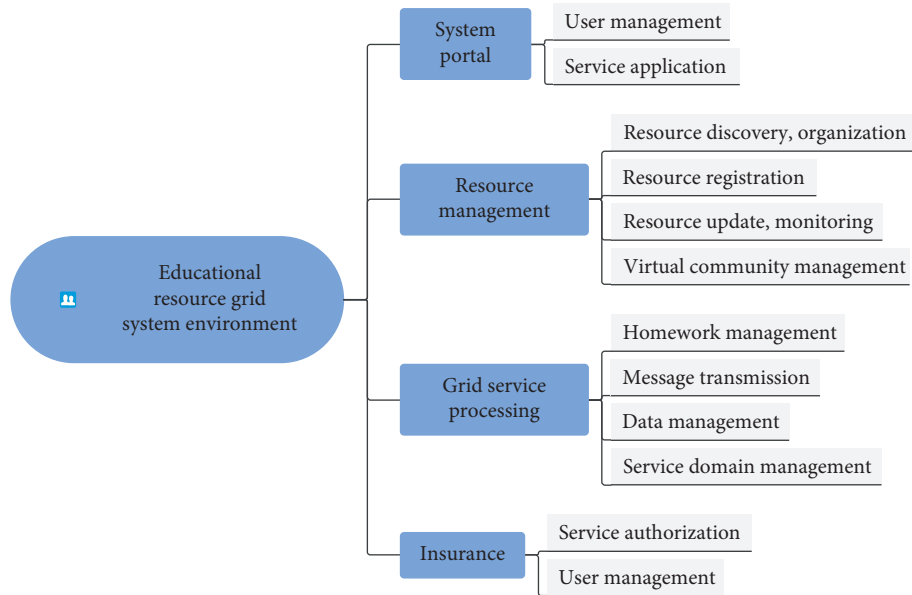 Educational
resource grid
system environment
System
portal
User management
Service application
Resource
management
Resource discovery, organization
Resource registration
Resource update, monitoring
Virtual community management
Grid service
processing
Homework management
Message transmission
Data management
Service domain management
Insurance
Service authorization
User management